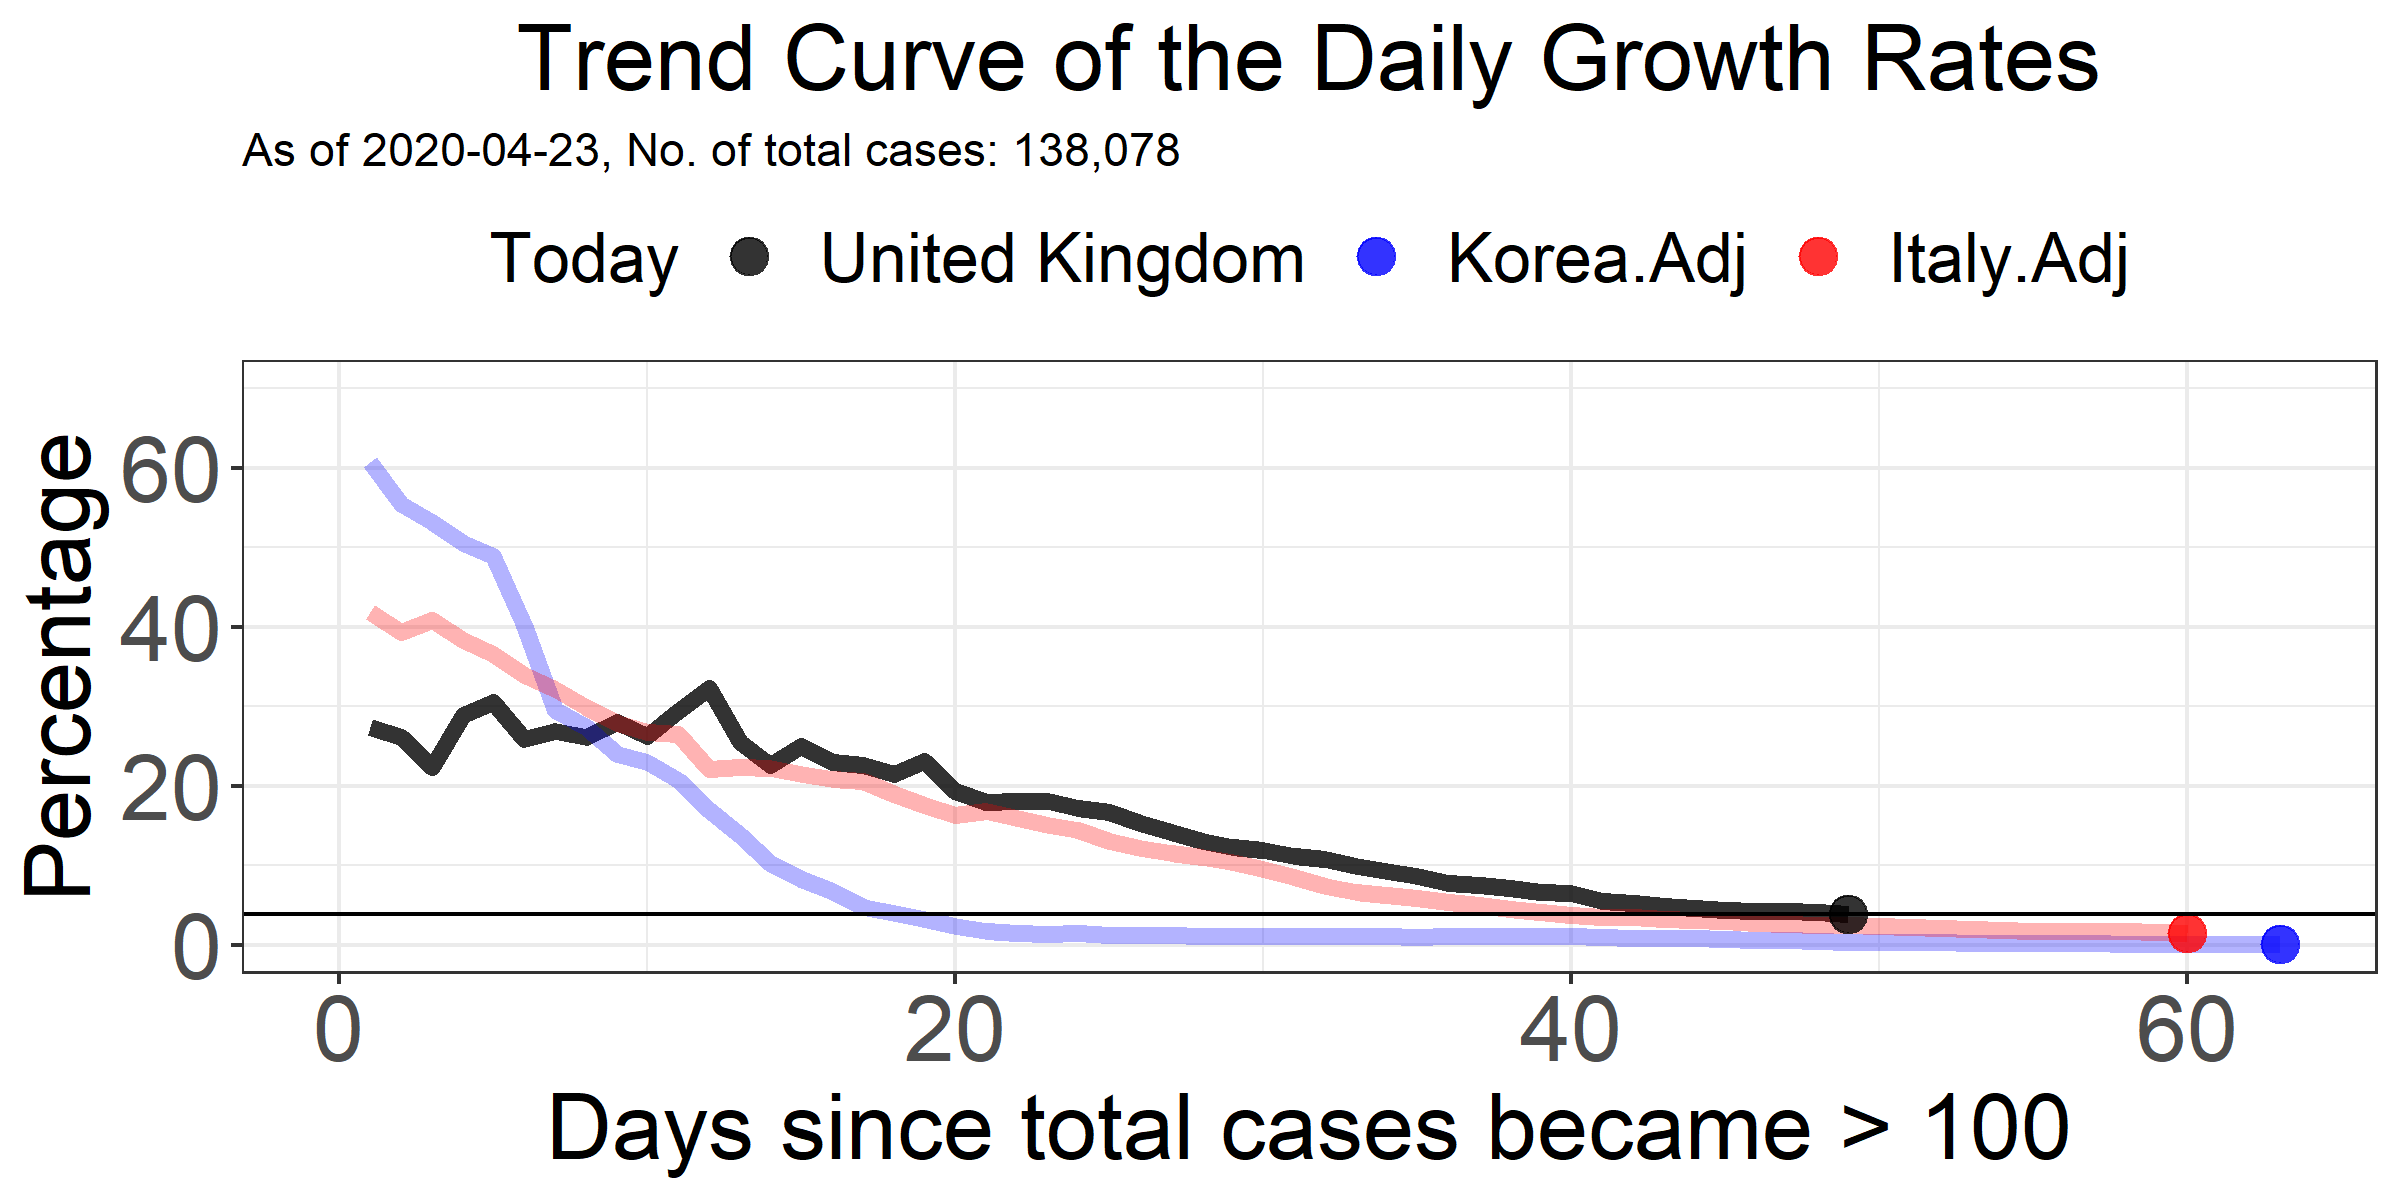 Trend Curve of the Daily Growth Rates
As of 2020-04-23, No. of total cases: 138,078
Today United Kingdom Korea.Adj Italy.Adj
Percentage
60
40
20
0
0 20 40 60
Days since total cases became > 100